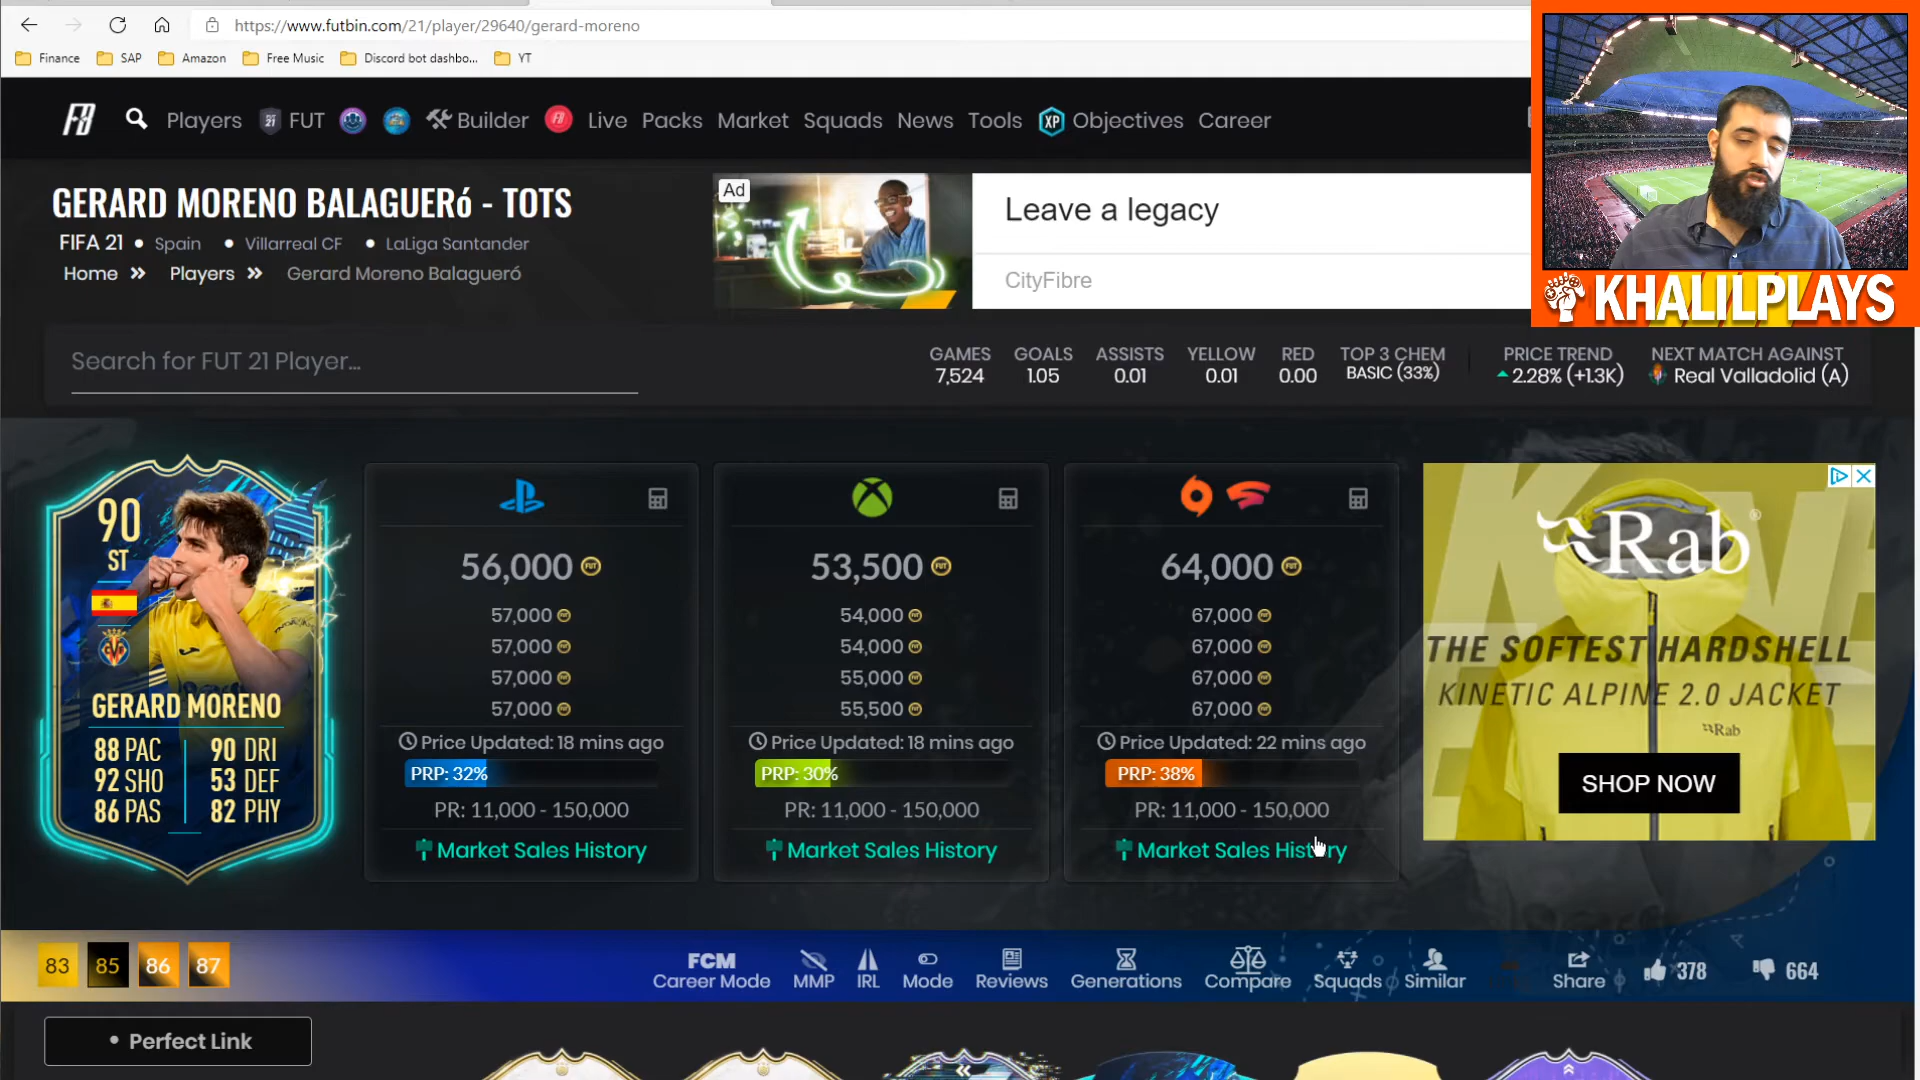 https://www.futbin.com/21/player/29640/gerard-moreno
Finance SAP Amazon Free Music Discord bot dashbo... YT
Players FUT Builder Live Packs Market Squads News Tools XP Objectives Career
GERARD MORENO BALAGUERó - TOTS
FIFA 21 • Spain • Villarreal CF • LaLiga Santander
Home » Players » Gerard Moreno Balagueró
Ad
Leave a legacy
CityFibre
KHALILPLAYS
Search for FUT 21 Player...
GAMES GOALS ASSISTS YELLOW RED TOP 3 CHEM PRICE TREND NEXT MATCH AGAINST
7,524 1.05 0.01 0.01 0.00 BASIC (33%) 2.28% (+1.3K) Real Valladolid (A)
90
ST
GERARD MORENO
88 PAC 90 DRI
92 SHO 53 DEF
86 PAS 82 PHY
56,000
57,000
57,000
57,000
57,000
Price Updated: 18 mins ago
PRP: 32%
PR: 11,000 - 150,000
Market Sales History
53,500
54,000
54,000
55,000
55,500
Price Updated: 18 mins ago
PRP: 30%
PR: 11,000 - 150,000
Market Sales History
64,000
67,000
67,000
67,000
67,000
Price Updated: 22 mins ago
PRP: 38%
PR: 11,000 - 150,000
Market Sales History
Rab
THE SOFTEST HARDSHELL
KINETIC ALPINE 2.0 JACKET
Rab
SHOP NOW
83 85 86 87
FCM
Career Mode MMP IRL Mode Reviews Generations Compare Squads Similar Share 378 664
• Perfect Link